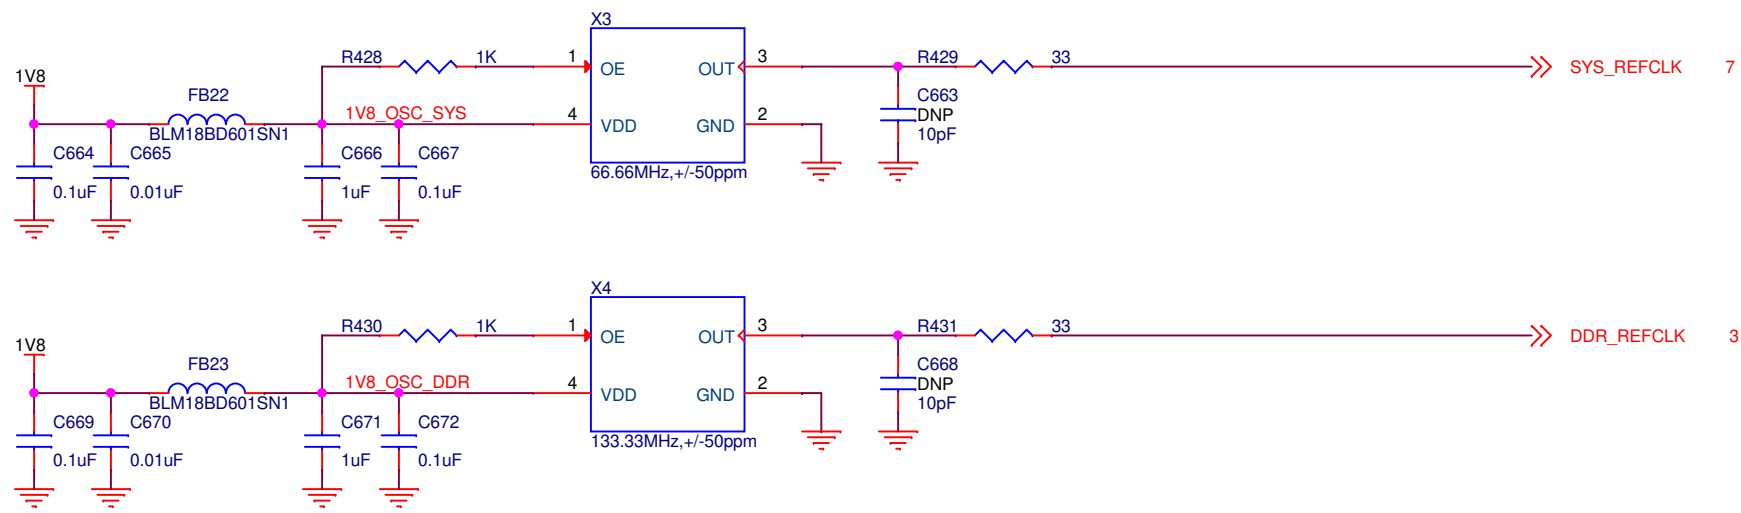 X3
R428 1K 1 OE OUT 3 R429 33 SYS_REFCLK 7
1V8
FB22
BLM18BD601SN1
1V8_OSC_SYS 4 VDD GND 2
C663
DNP
10pF
C664 C665 C666 C667
0.1uF 0.01uF 1uF 0.1uF
66.66MHz,+/-50ppm
X4
R430 1K 1 OE OUT 3 R431 33 DDR_REFCLK 3
1V8
FB23
BLM18BD601SN1
1V8_OSC_DDR 4 VDD GND 2
C668
DNP
10pF
C669 C670 C671 C672
0.1uF 0.01uF 1uF 0.1uF
133.33MHz,+/-50ppm